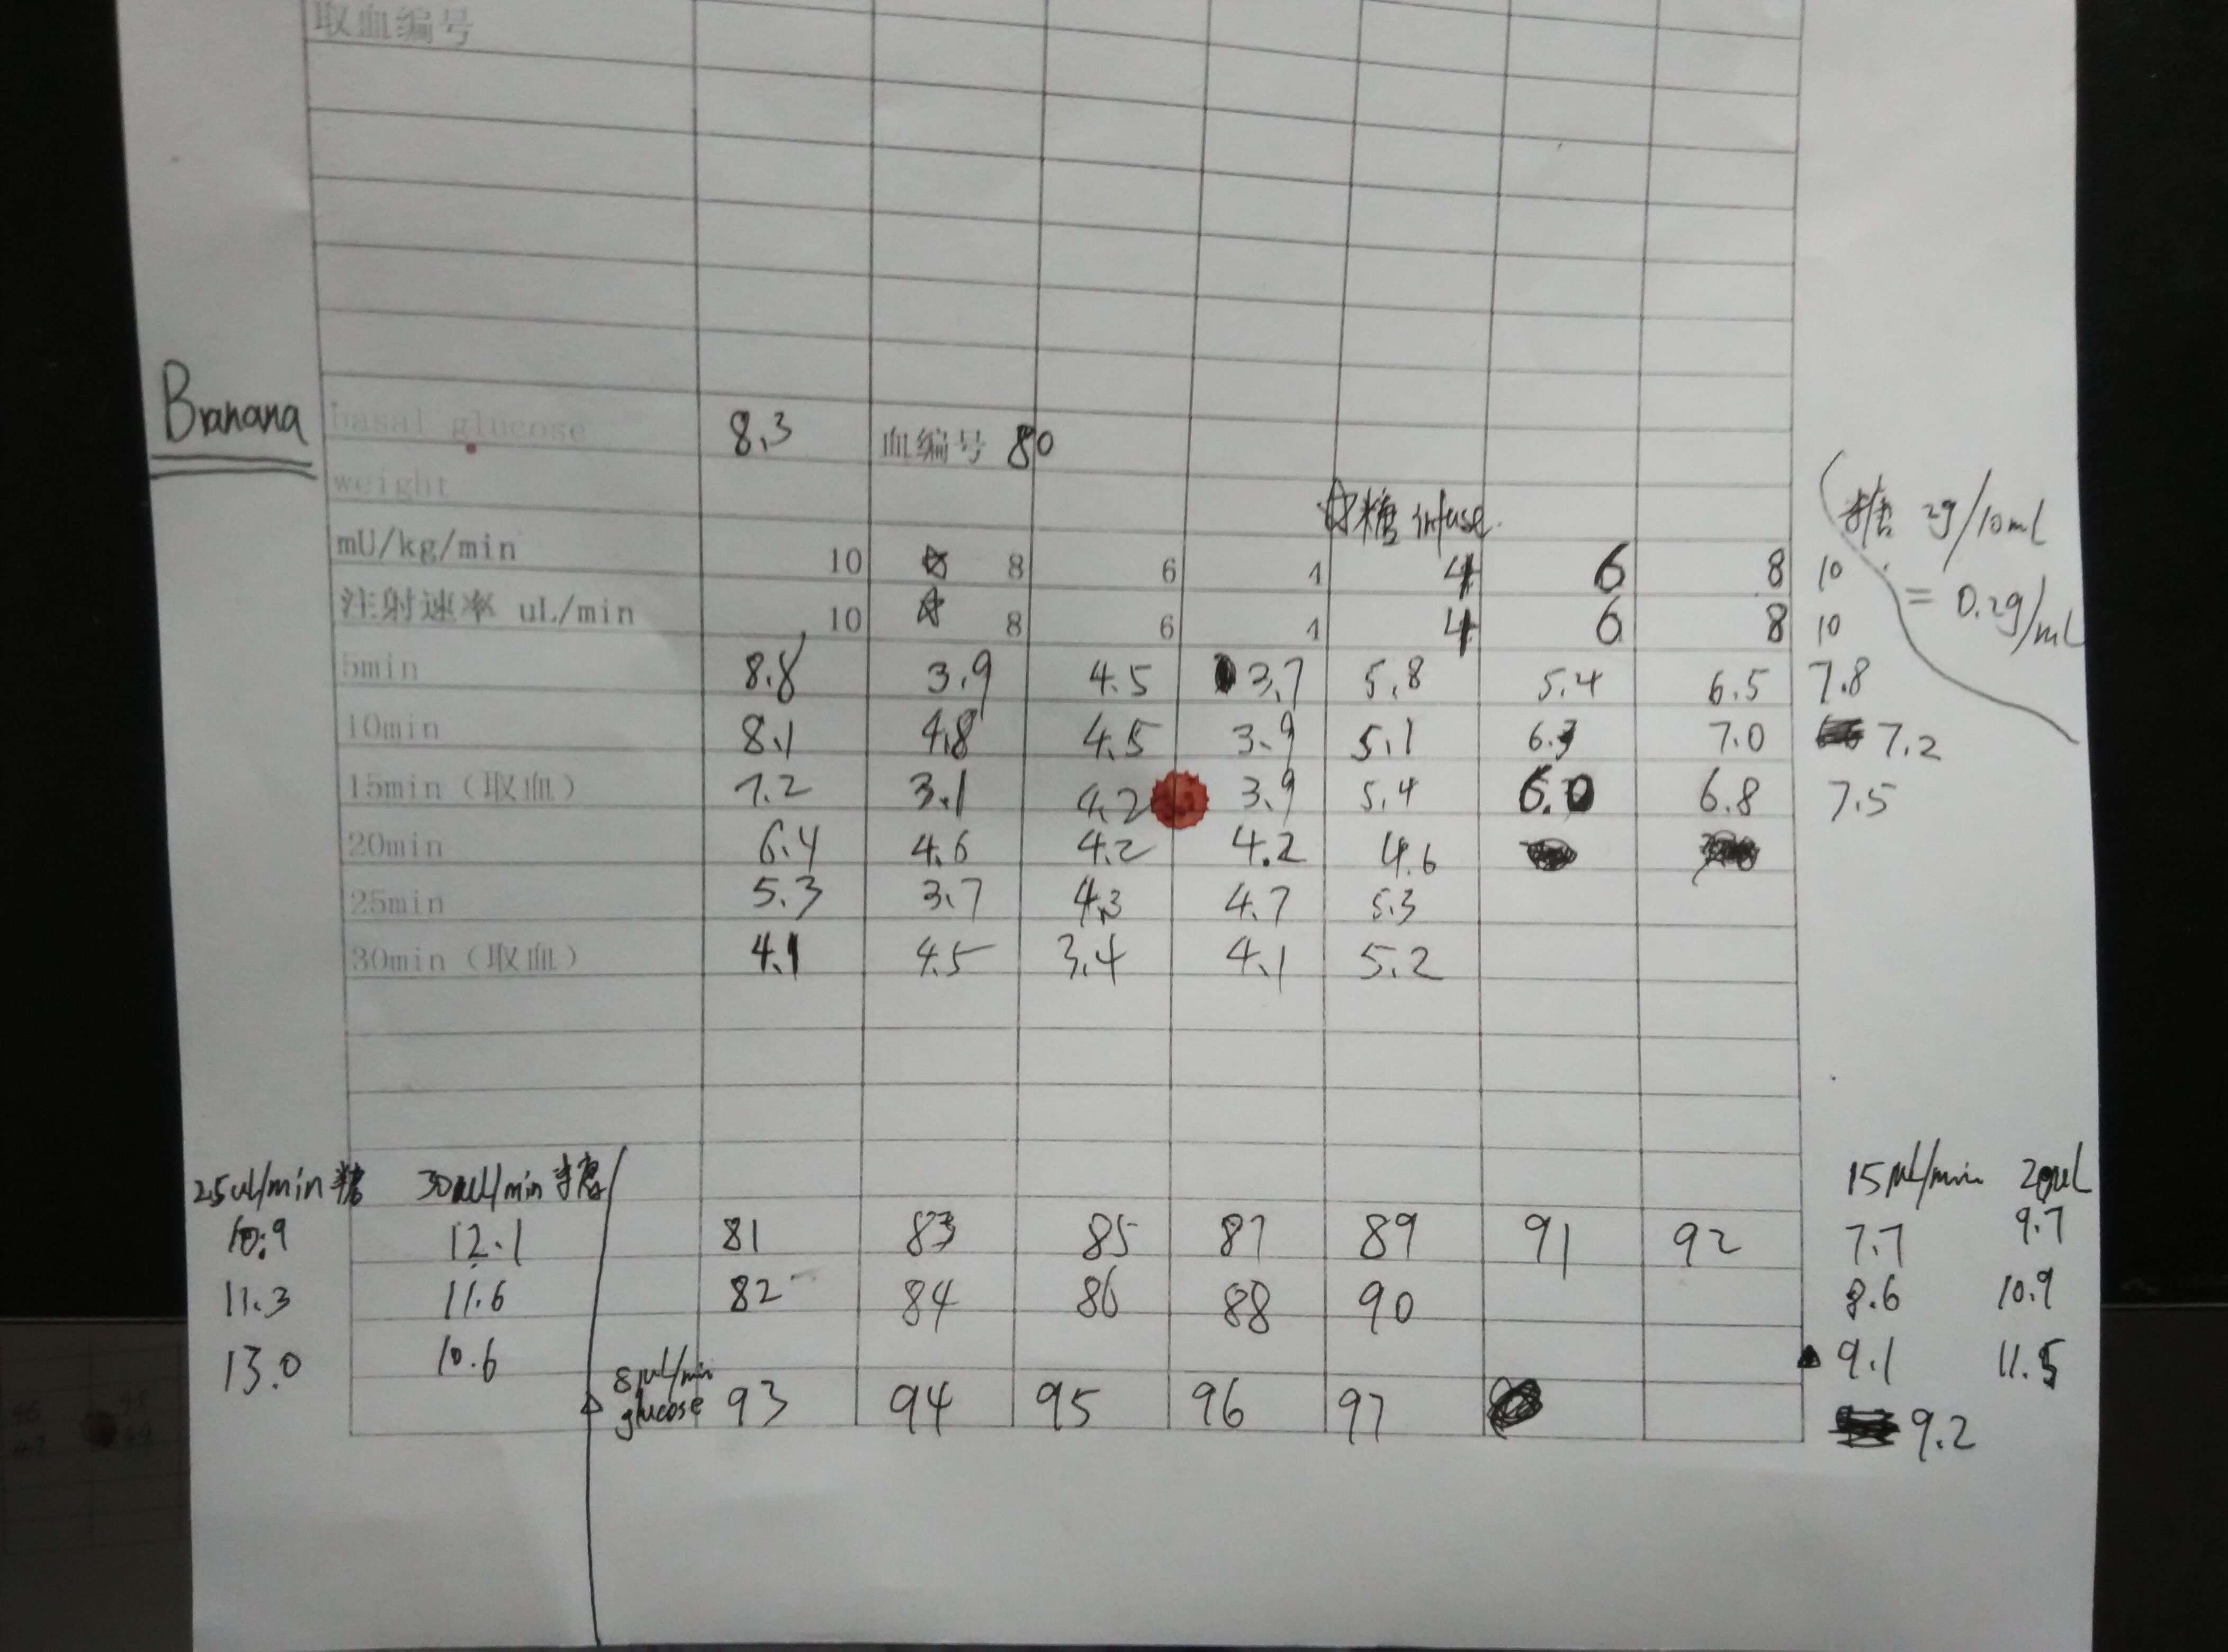 取血编号
Banana
basal glucose 8.3 血编号 80
weight
糖 infuse.
糖 2g/10ml
= 0.2g/mL
mU/kg/min 10 8 6 4 4 6 8 10
注射速率 uL/min 10 8 6 4 4 6 8 10
5min 8.8 3.9 4.5 3.7 5.8 5.4 6.5 7.8
10min 8.1 4.8 4.5 3.9 5.1 6.3 7.0 7.2
15min（取血） 7.2 3.1 4.2 3.9 5.4 6.0 6.8 7.5
20min 6.4 4.6 4.2 4.2 4.6
25min 5.3 3.7 4.3 4.7 5.3
30min（取血） 4.1 4.5 3.4 4.1 5.2
25ul/min 糖 30ul/min 糖 15μl/min 20μL
10.9 12.1 81 83 85 87 89 91 92 7.7 9.7
11.3 11.6 82 84 86 88 90 8.6 10.9
13.0 10.6 9.1 11.5
8μl/min
glucose 93 94 95 96 97 9.2